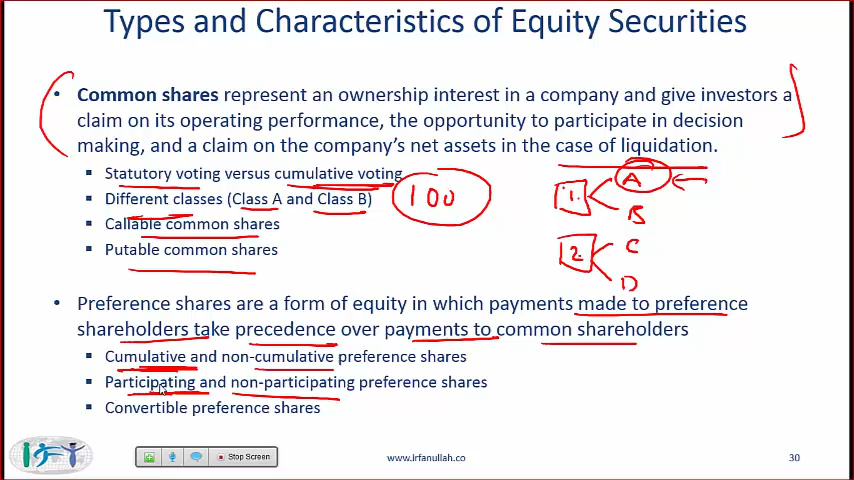 Types and Characteristics of Equity Securities
• Common shares represent an ownership interest in a company and give investors a
claim on its operating performance, the opportunity to participate in decision
making, and a claim on the company's net assets in the case of liquidation.
▪ Statutory voting versus cumulative voting
▪ Different classes (Class A and Class B)
▪ Callable common shares
▪ Putable common shares
100
1. A
B
2. C
D
• Preference shares are a form of equity in which payments made to preference
shareholders take precedence over payments to common shareholders
▪ Cumulative and non-cumulative preference shares
▪ Participating and non-participating preference shares
▪ Convertible preference shares
Stop Screen
www.irfanullah.co
30